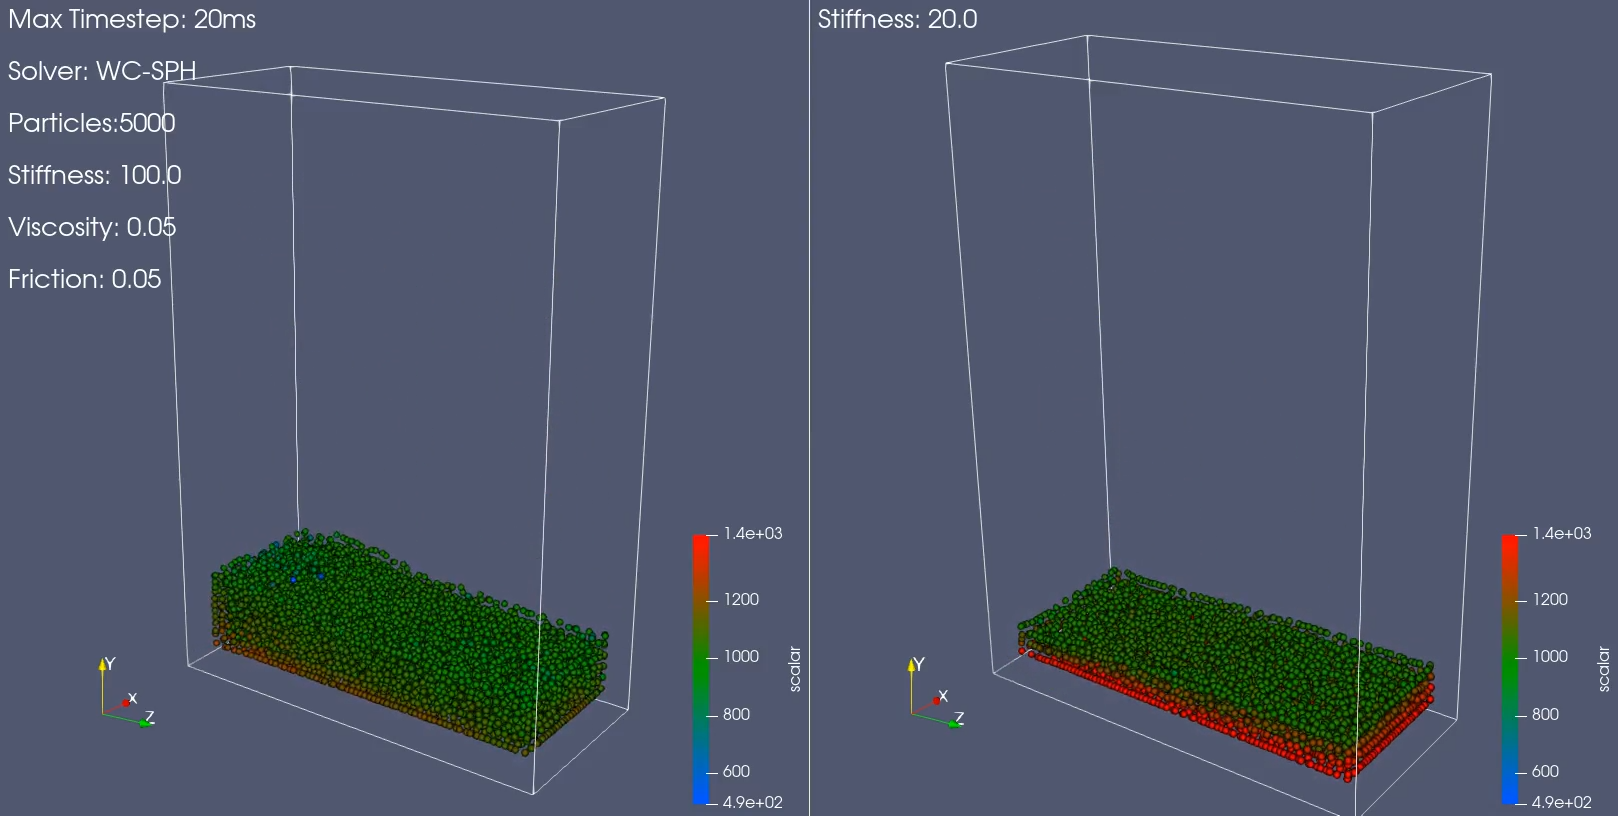 Max Timestep: 20ms
Solver: WC-SPH
Particles:5000
Stiffness: 100.0
Viscosity: 0.05
Friction: 0.05
Y
X
Z
1.4e+03
1200
1000
800
600
4.9e+02
scalar
Stiffness: 20.0
Y
X
Z
1.4e+03
1200
1000
800
600
4.9e+02
scalar